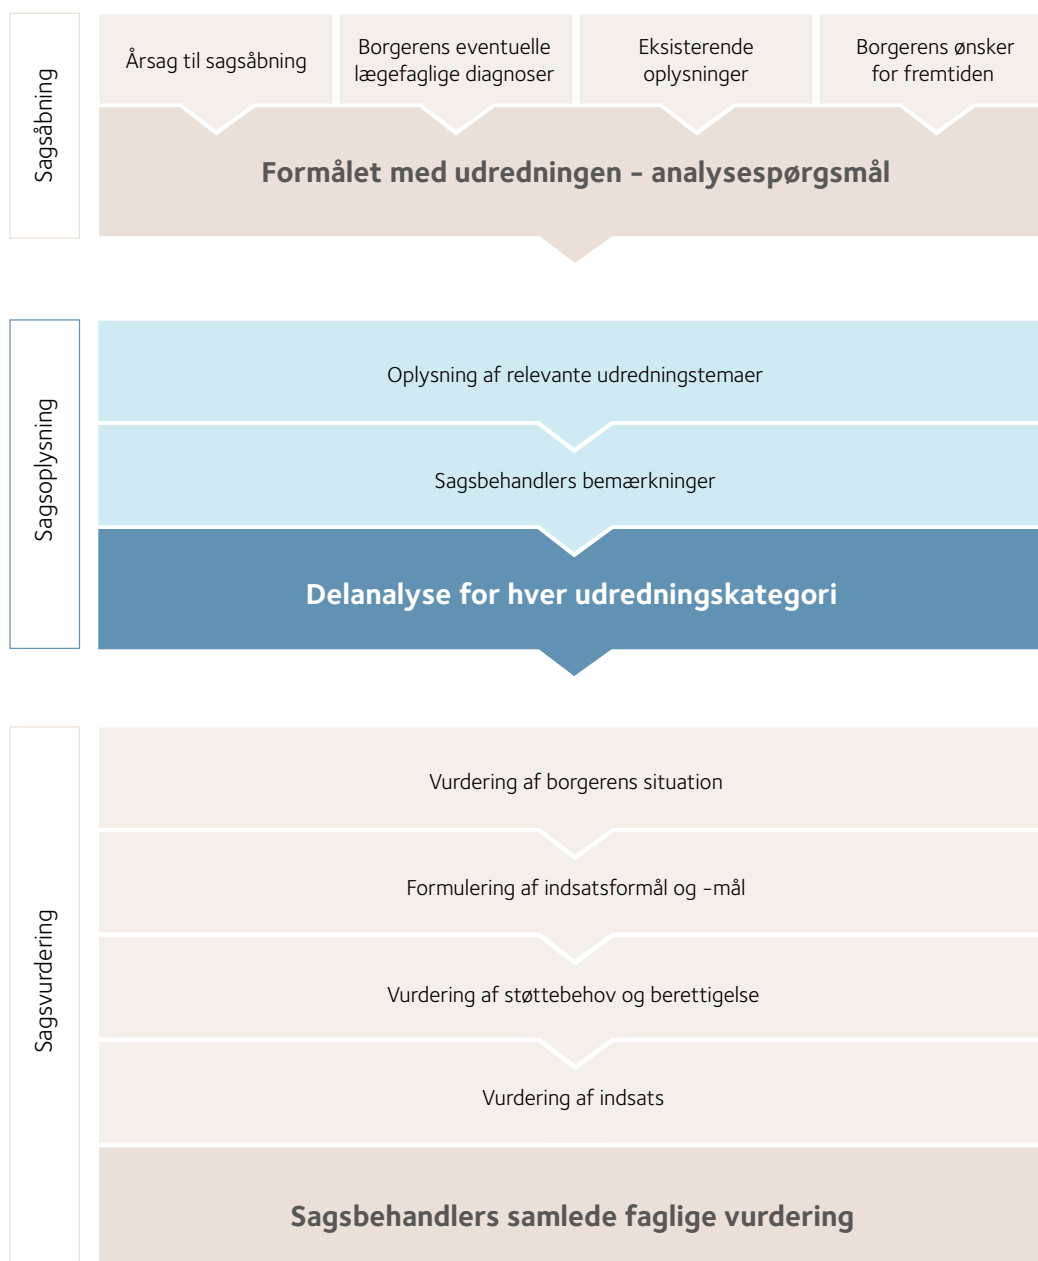 Sagsåbning
Årsag til sagsåbning
Borgerens eventuelle
lægefaglige diagnoser
Eksisterende
oplysninger
Borgerens ønsker
for fremtiden
Formålet med udredningen - analysespørgsmål
Sagsoplysning
Oplysning af relevante udredningstemaer
Sagsbehandlers bemærkninger
Delanalyse for hver udredningskategori
Sagsvurdering
Vurdering af borgerens situation
Formulering af indsatsformål og -mål
Vurdering af støttebehov og berettigelse
Vurdering af indsats
Sagsbehandlers samlede faglige vurdering